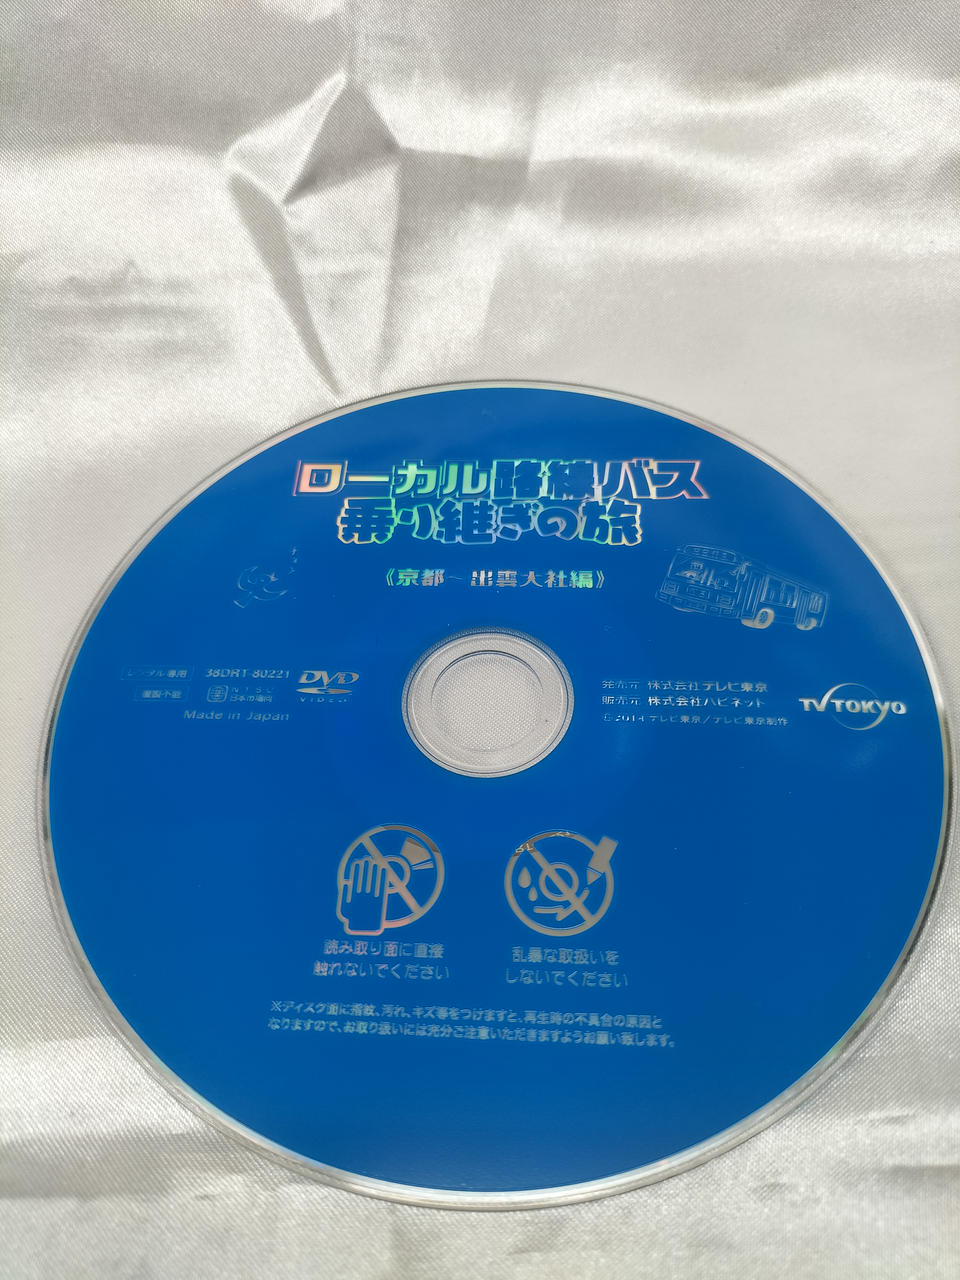 ローカル路線バス
乗り継ぎの旅
《京都～出雲大社編》
レンタル専用
38DRT-80221
DVD
VIDEO
複製不能
NTSC
日本市場向
Made in Japan
発売元 株式会社テレビ東京
販売元 株式会社ハピネット
©2014 テレビ東京／テレビ東京制作
TV TOKYO
読み取り面に直接
触れないでください
乱暴な取扱いを
しないでください
※ディスク面に指紋、汚れ、キズ等をつけますと、再生時の不具合の原因と
なりますので、お取り扱いには充分ご注意いただきますようお願い致します。